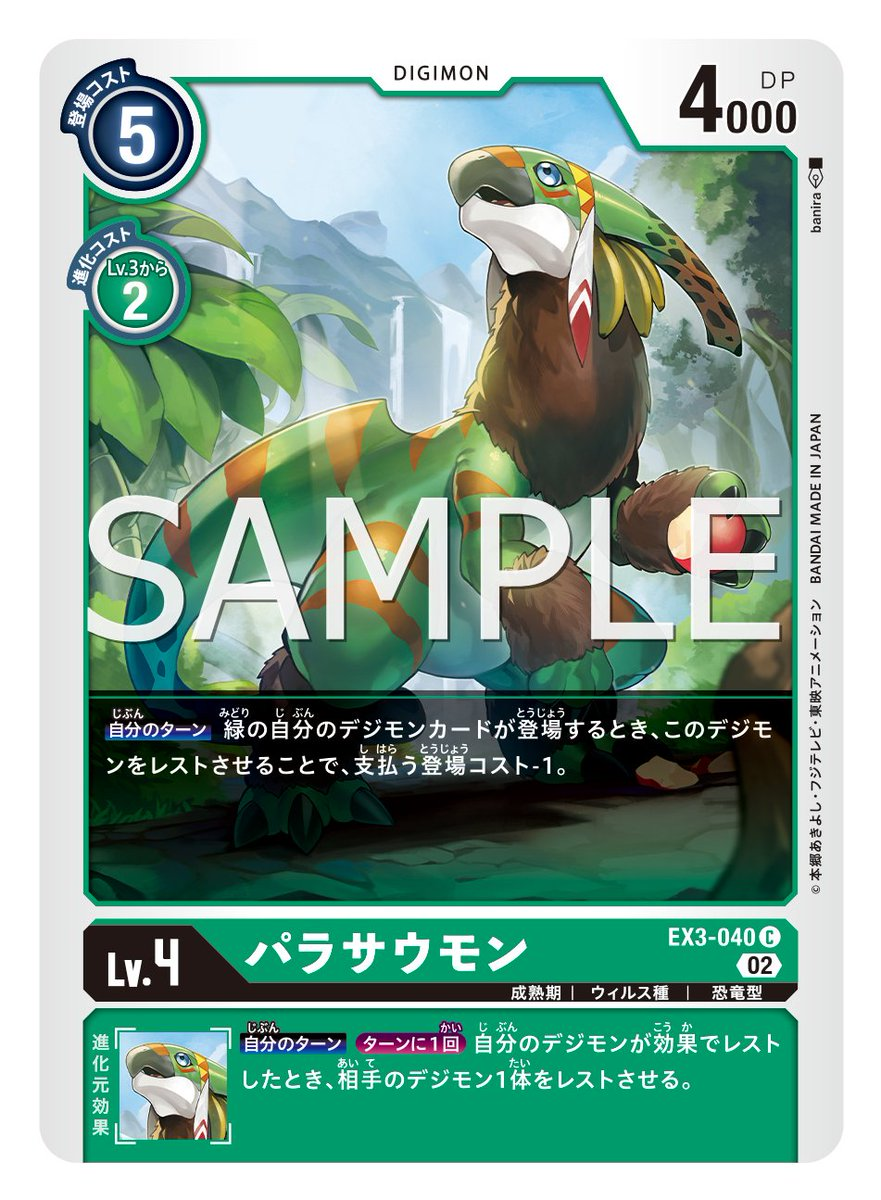 DIGIMON
登場コスト
5
4000
DP
進化コスト
Lv.3から
2
banira
SAMPLE
自分のターン 緑の自分のデジモンカードが登場するとき、このデジモ
ンをレストさせることで、支払う登場コスト-1。
© 本郷あきよし・フジテレビ・東映アニメーション BANDAI MADE IN JAPAN
Lv.4
パラサウモン
EX3-040 C
02
成熟期 | ウィルス種 | 恐竜型
進化元効果
自分のターン ターンに1回 自分のデジモンが効果でレスト
したとき、相手のデジモン1体をレストさせる。